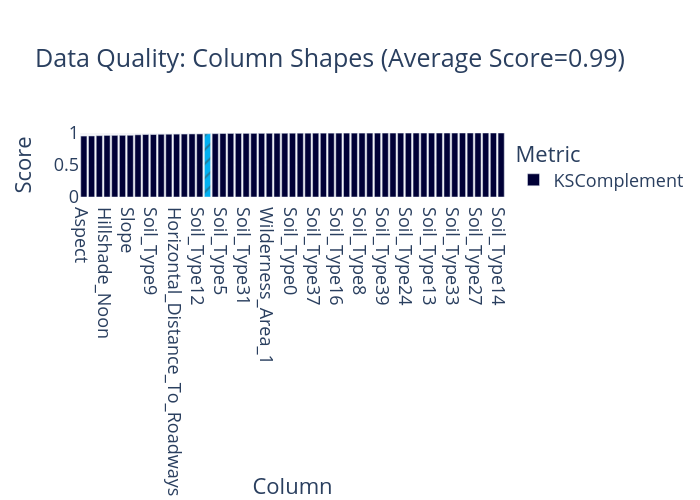 Data Quality: Column Shapes (Average Score=0.99)
Score
1
0.5
0
Aspect
Hillshade_Noon
Slope
Soil_Type9
Horizontal_Distance_To_Roadways
Soil_Type12
Soil_Type5
Soil_Type31
Wilderness_Area_1
Soil_Type0
Soil_Type37
Soil_Type16
Soil_Type8
Soil_Type39
Soil_Type24
Soil_Type13
Soil_Type33
Soil_Type27
Soil_Type14
Column
Metric
KSComplement